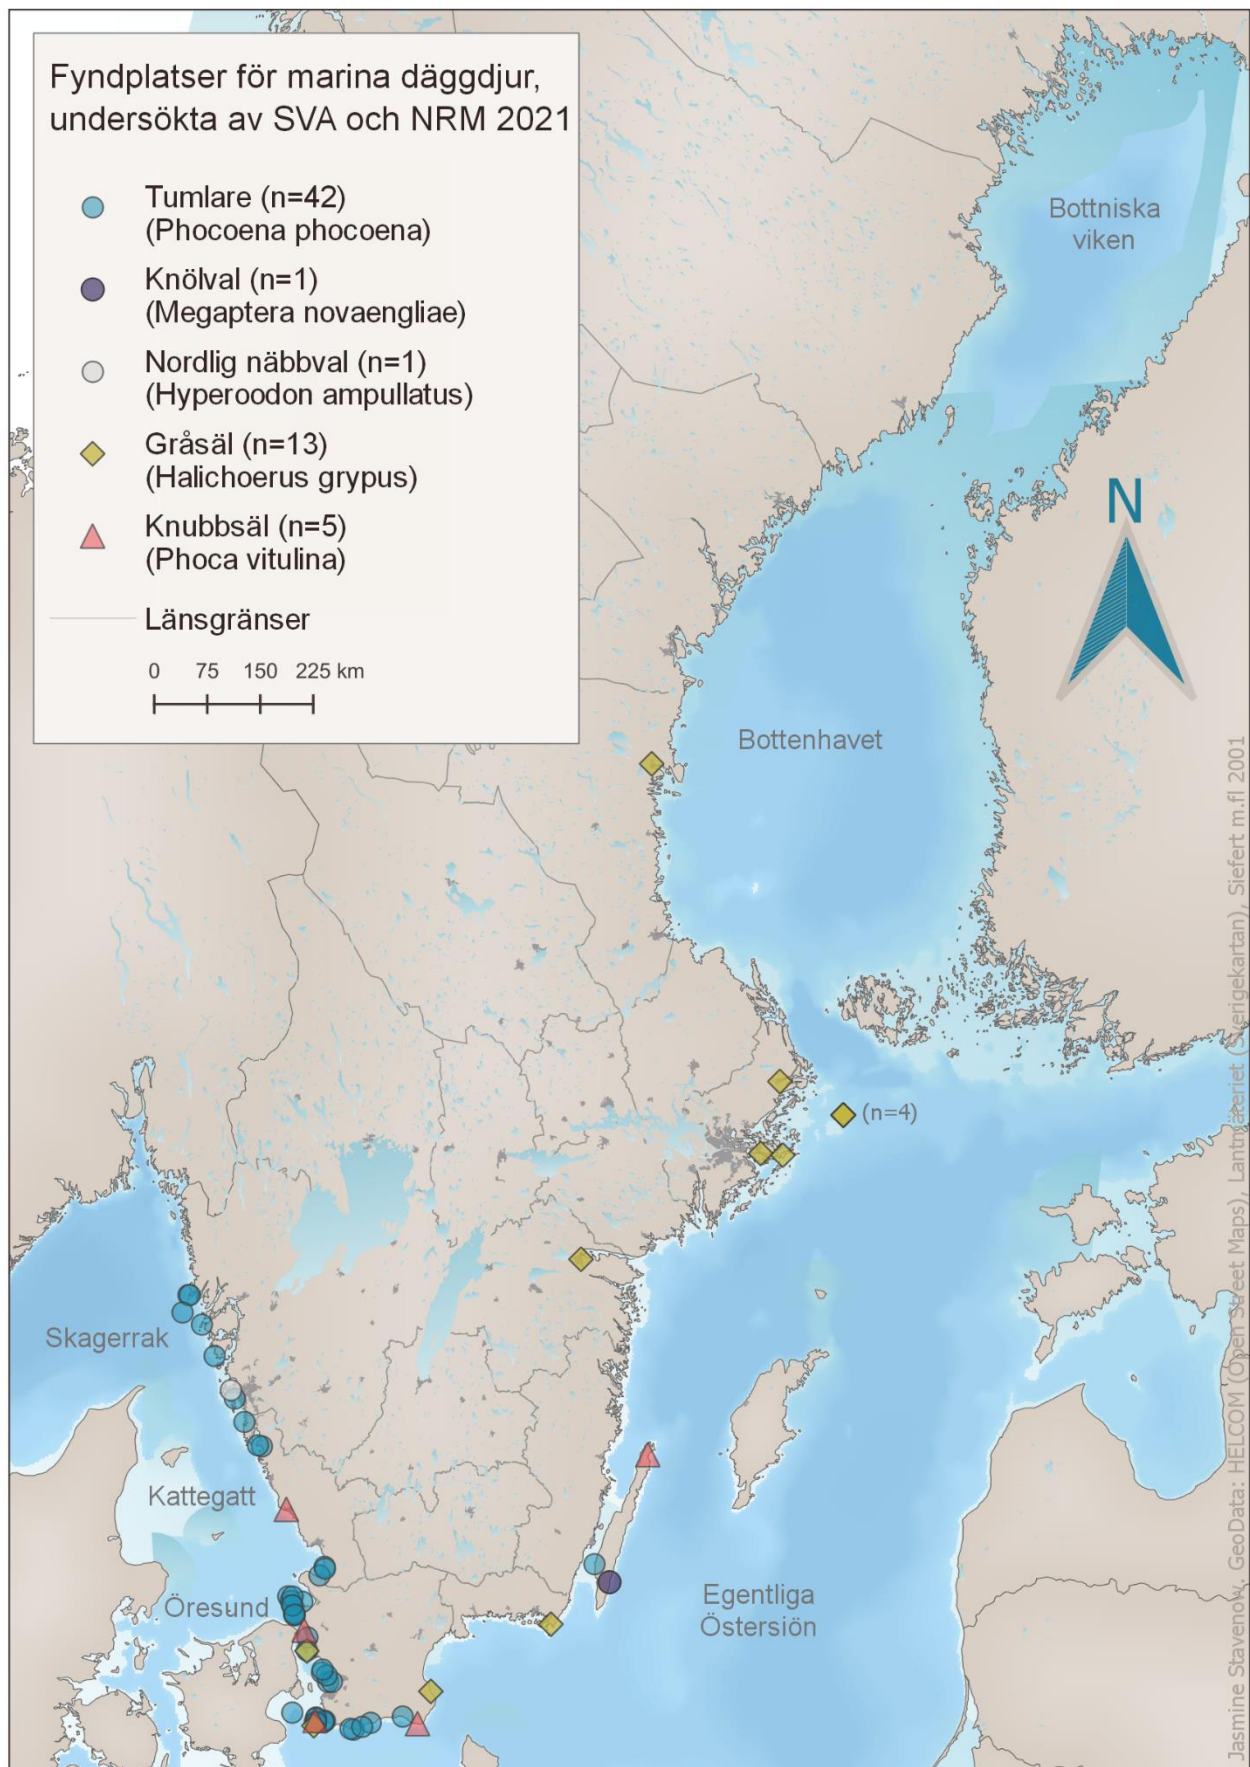 Fyndplatser för marina däggdjur,
undersökta av SVA och NRM 2021
Tumlare (n=42)
(Phocoena phocoena)
Knölval (n=1)
(Megaptera novaengliae)
Nordlig näbbval (n=1)
(Hyperoodon ampullatus)
Gråsäl (n=13)
(Halichoerus grypus)
Knubbsäl (n=5)
(Phoca vitulina)
Länsgränser
0 75 150 225 km
Bottniska
viken
N
Bottenhavet
(n=4)
Skagerrak
Kattegatt
Öresund
Egentliga
Östersjön
Jasmine Stavenow, GeoData: HELCOM (Open Street Maps), Lantmäteriet (Sverigekartan), Siefert m.fl 2001